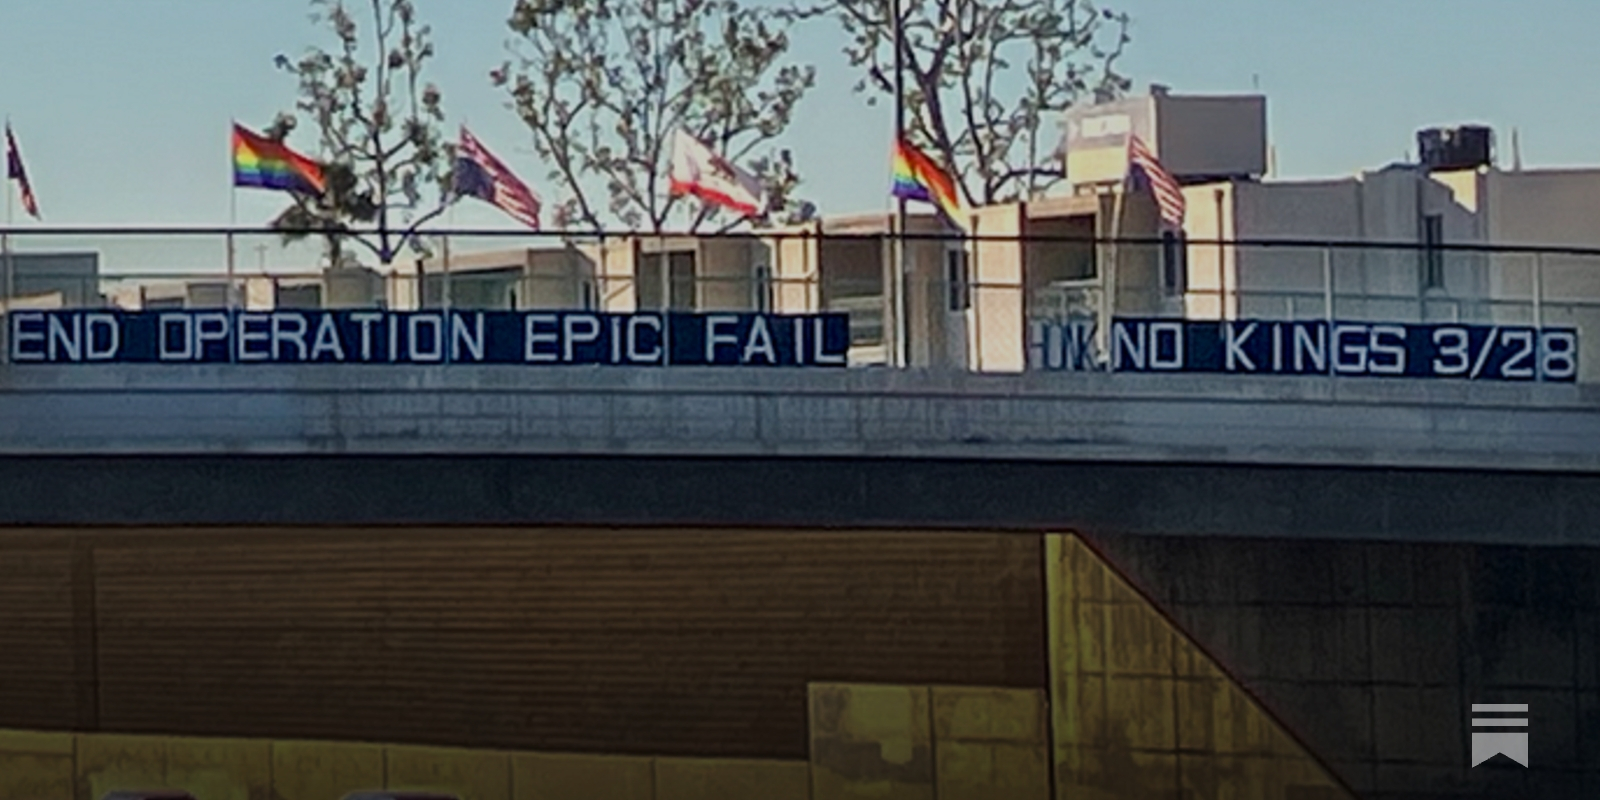 END OPERATION EPIC FAIL
NO KINGS 3/28